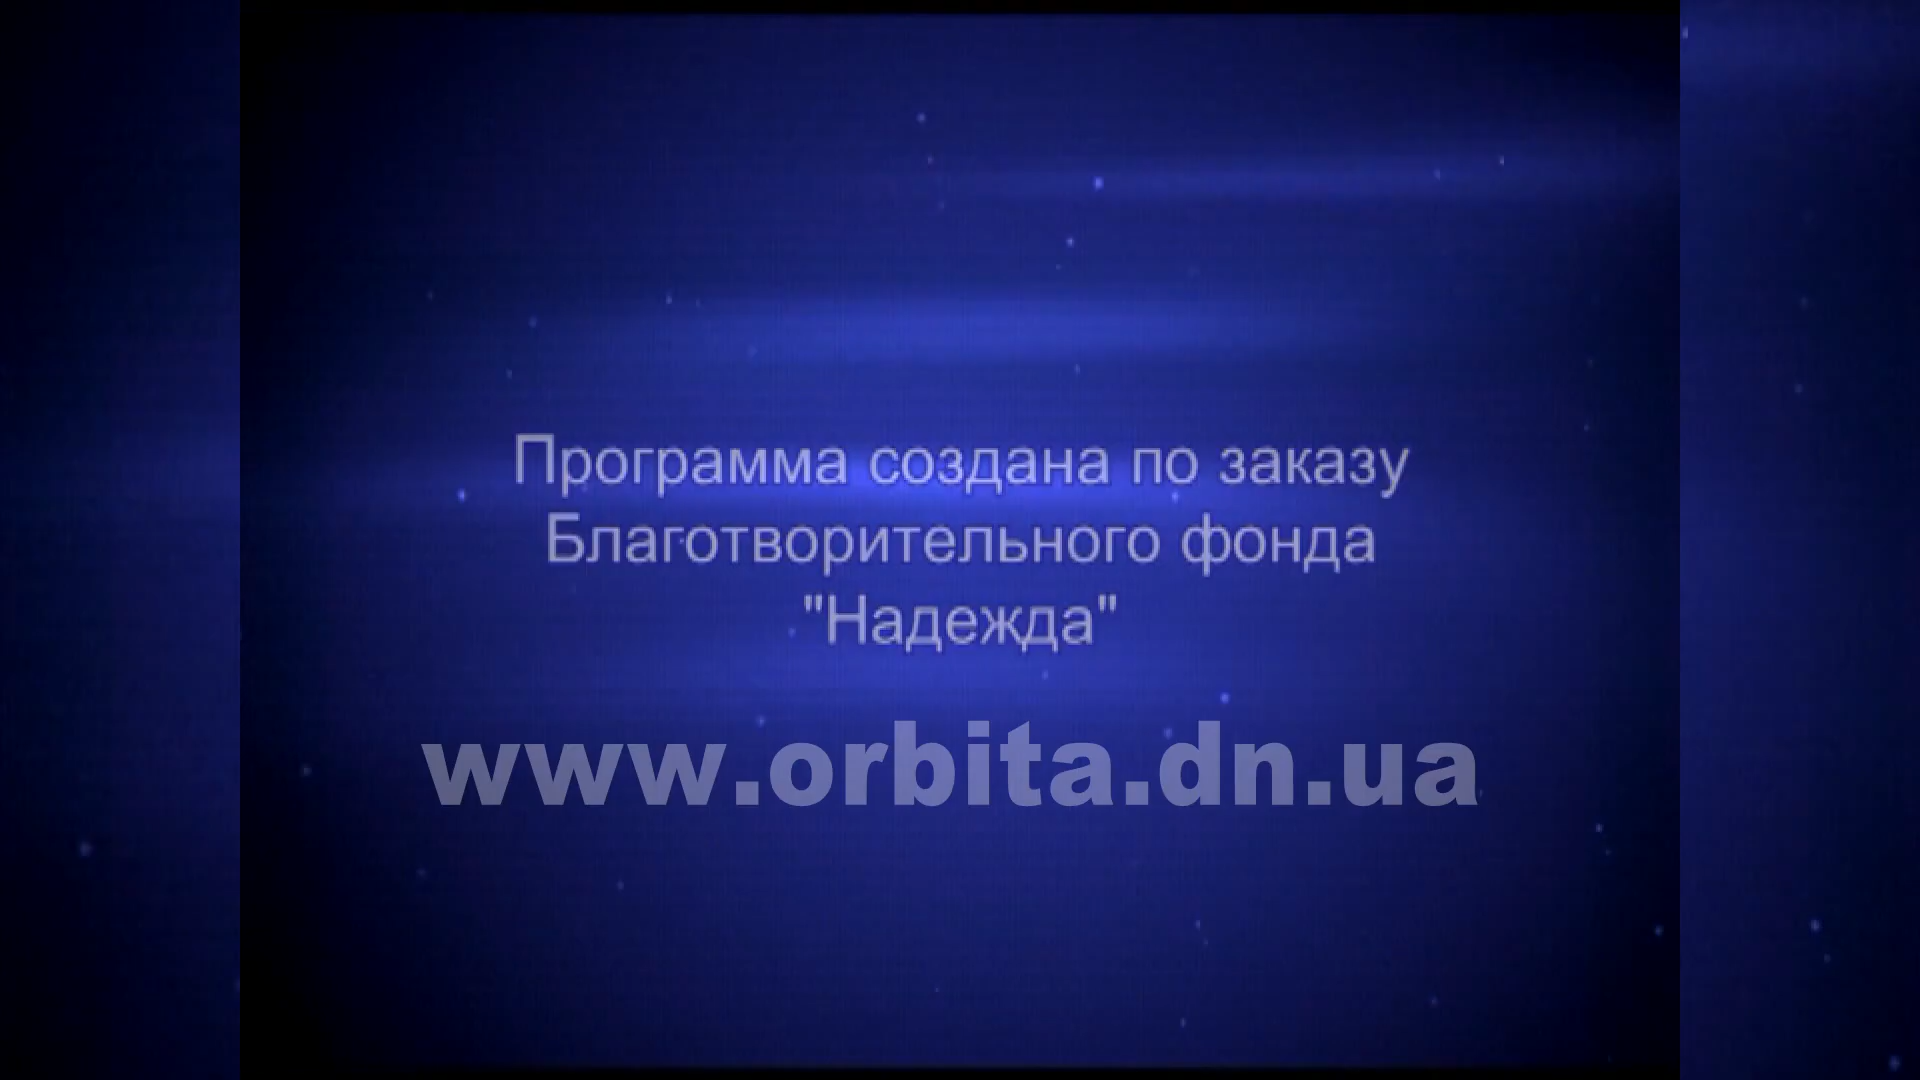 Программа создана по заказу
Благотворительного фонда
"Надежда"
www.orbita.dn.ua